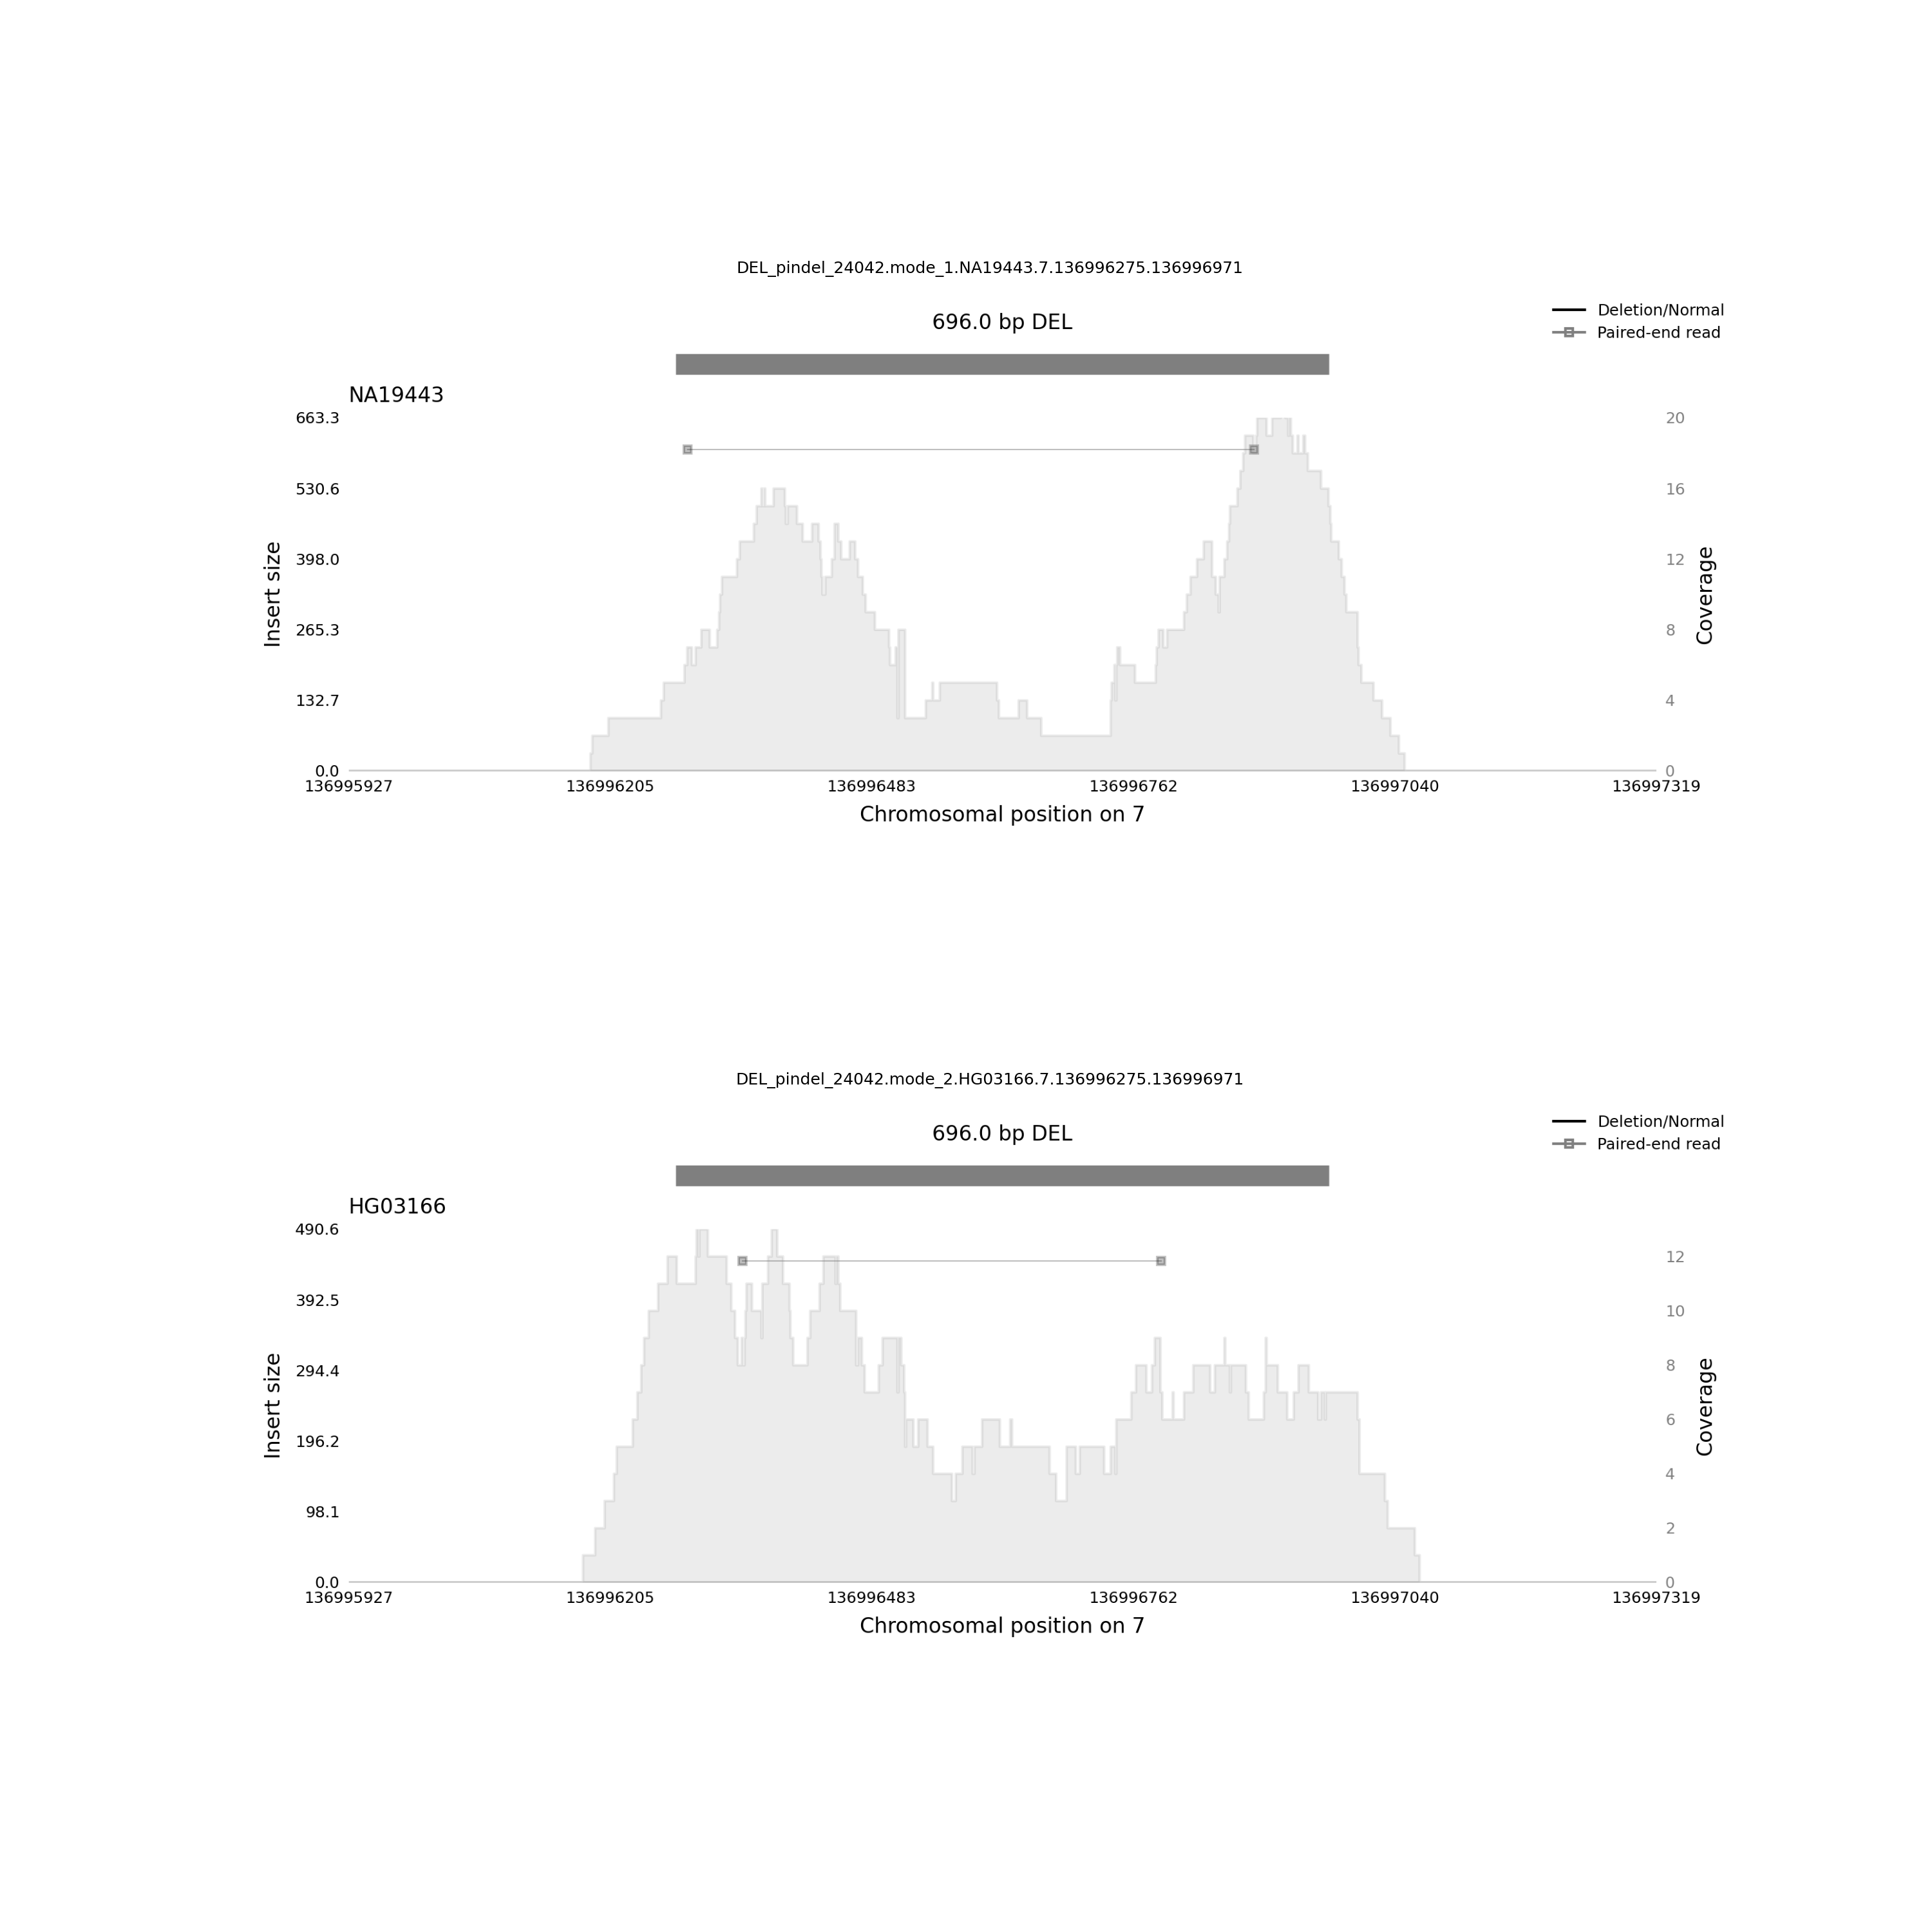 DEL_pindel_24042.mode_1.NA19443.7.136996275.136996971
696.0 bp DEL
Deletion/Normal
Paired-end read
NA19443
663.3
530.6
398.0
265.3
132.7
0.0
Insert size
20
16
12
8
4
0
Coverage
136995927 136996205 136996483 136996762 136997040 136997319
Chromosomal position on 7
DEL_pindel_24042.mode_2.HG03166.7.136996275.136996971
696.0 bp DEL
Deletion/Normal
Paired-end read
HG03166
490.6
392.5
294.4
196.2
98.1
0.0
Insert size
12
10
8
6
4
2
0
Coverage
136995927 136996205 136996483 136996762 136997040 136997319
Chromosomal position on 7